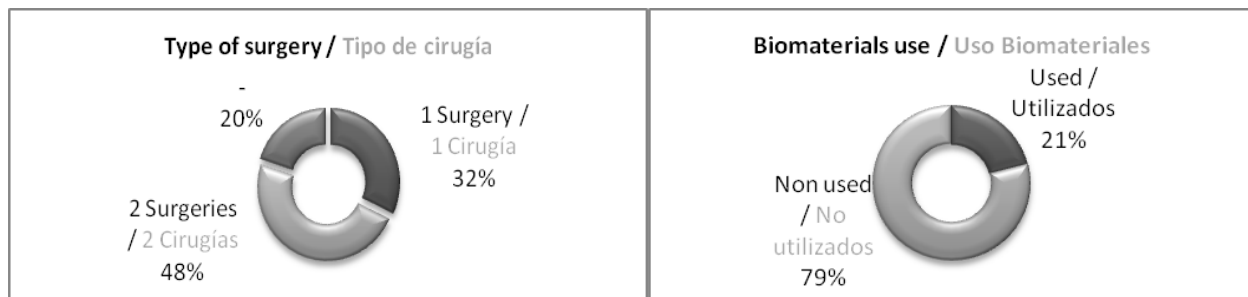 Type of surgery / Tipo de cirugía
-
20%
1 Surgery /
1 Cirugía
32%
2 Surgeries
/ 2 Cirugías
48%
Biomaterials use / Uso Biomateriales
Used /
Utilizados
21%
Non used
/ No
utilizados
79%